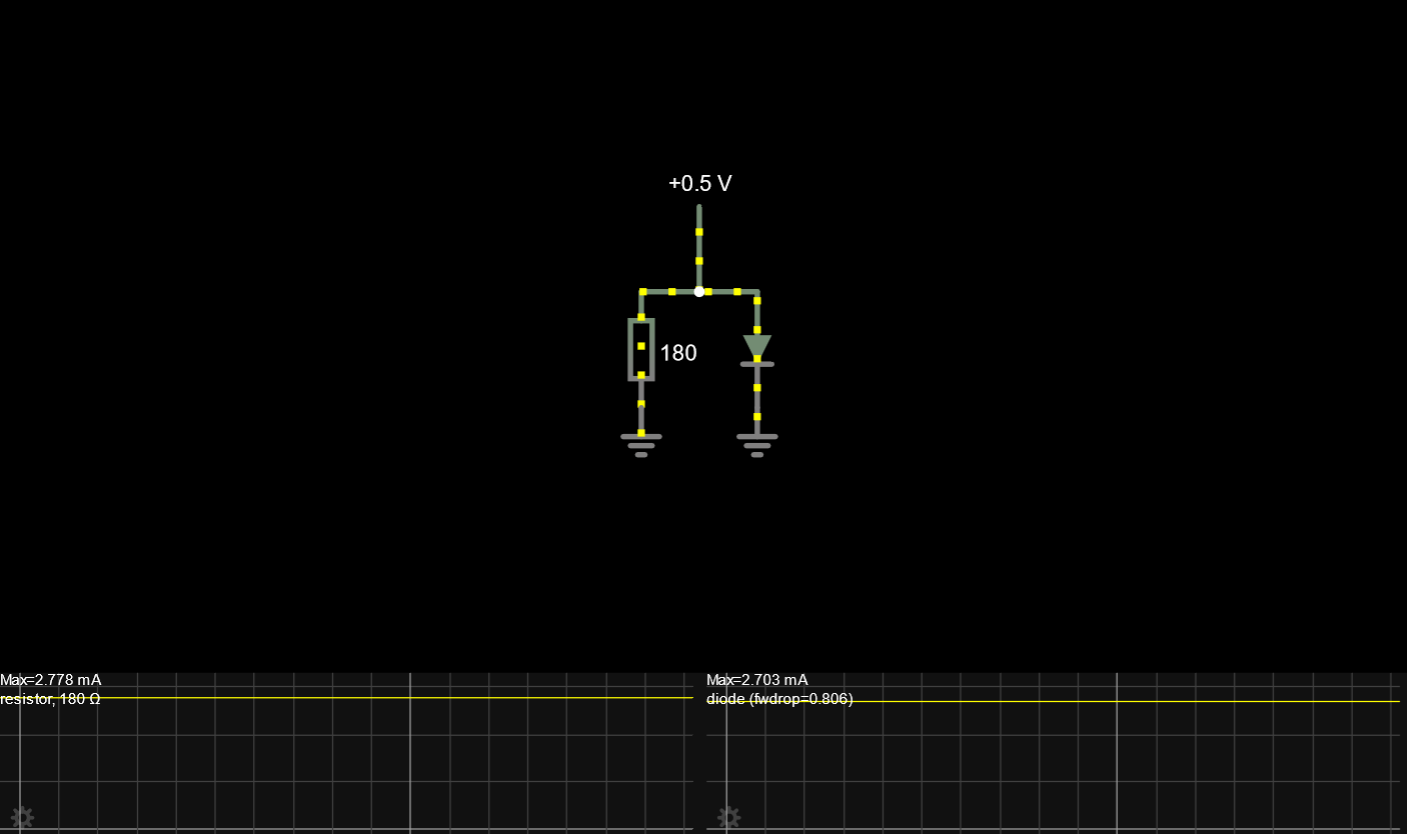 +0.5 V
180
Max=2.778 mA
resistor, 180 Ω
Max=2.703 mA
diode (fwdrop=0.806)